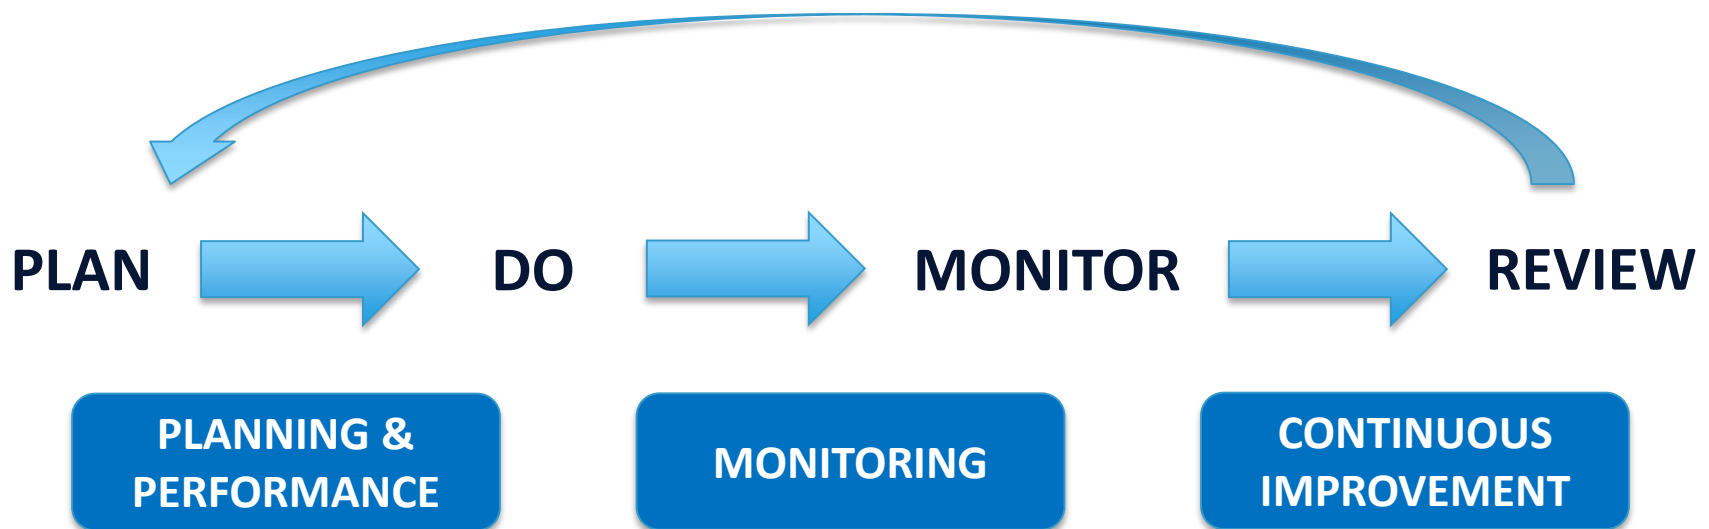 PLAN DO MONITOR REVIEW
PLANNING &
PERFORMANCE
MONITORING
CONTINUOUS
IMPROVEMENT